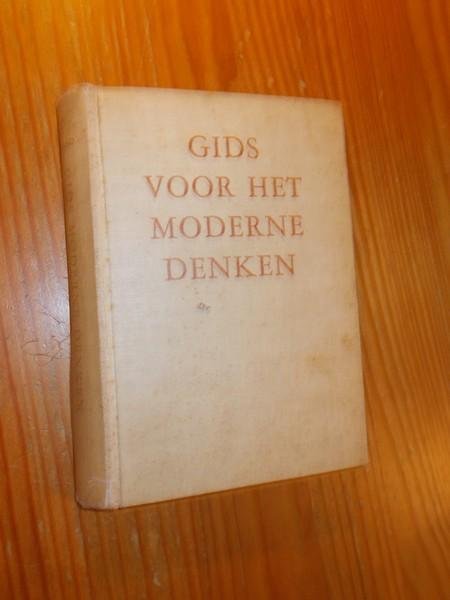 GIDS
VOOR HET
MODERNE
DENKEN